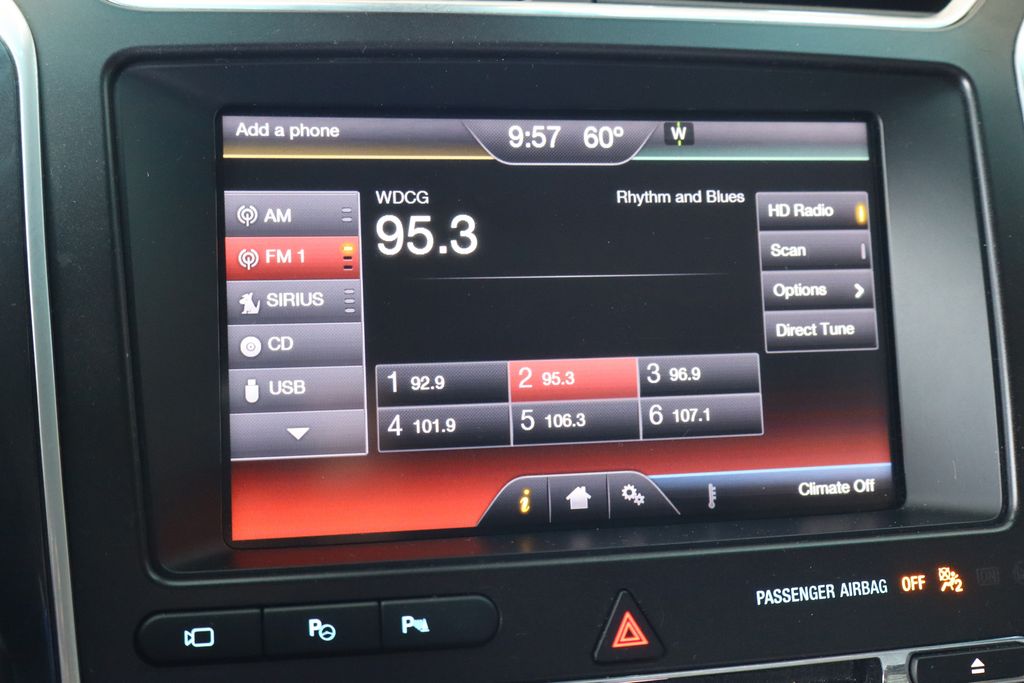 Add a phone
9:57 60°
W
AM
FM 1
SIRIUS
CD
USB
WDCG
95.3
Rhythm and Blues
HD Radio
Scan
Options
Direct Tune
1 92.9
2 95.3
3 96.9
4 101.9
5 106.3
6 107.1
i
Climate Off
PASSENGER AIRBAG OFF 2
P
P